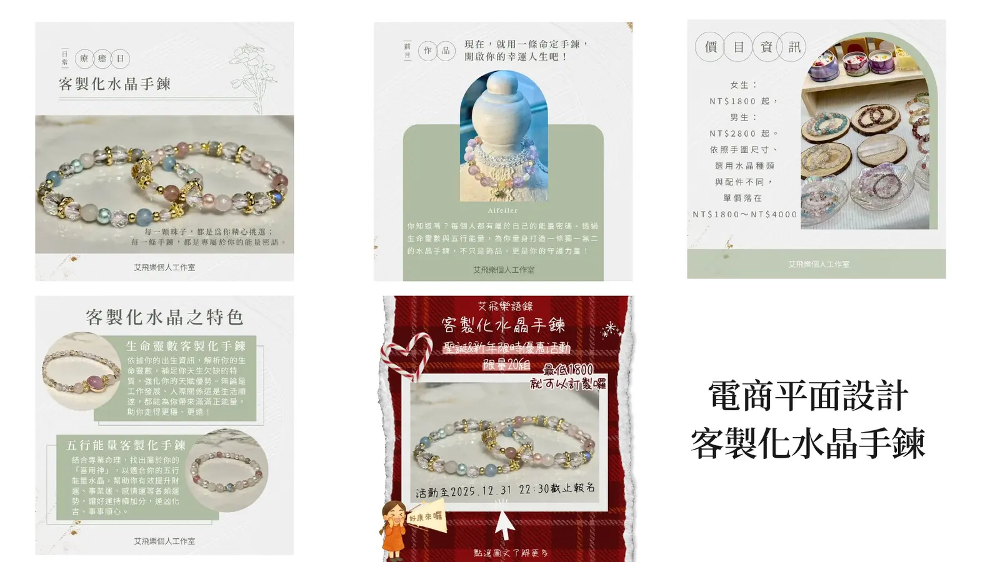 日常
療癒日
客製化水晶手鍊
每一顆珠子，都是爲你精心挑選；
每一條手鍊，都是專屬於你的能量密語。
艾飛樂個人工作室
前言
作品
現在，就用一條命定手鍊，
開啟你的幸運人生吧！
Aifeiler
你知道嗎？每個人都有屬於自己的能量密碼。透過
生命靈數與五行能量，為你量身打造一條獨一無二
的水晶手鍊，不只是飾品，更是你的守護力量！
艾飛樂個人工作室
價目資訊
女生：
NT$1800 起，
男生：
NT$2800 起。
依照手圍尺寸、
選用水晶種類
與配件不同，
單價落在
NT$1800～NT$4000
艾飛樂個人工作室
客製化水晶之特色
生命靈數客製化手鍊
依據你的出生資訊，解析你的生
命靈數，補足你天生欠缺的特
質，強化你的天賦優勢。無論是
工作發展、人際關係還是生活順
遂，都能為你帶來滿滿正能量，
助你走得更穩、更遠！
五行能量客製化手鍊
結合專業命理，找出屬於你的
「喜用神」，以適合你的五行
能量水晶，幫助你有效提升財
運、事業運、感情運等各類運
勢，讓好運持續加分，逢凶化
吉、事事順心。
艾飛樂個人工作室
艾飛樂語錄
客製化水晶手鍊
聖誕&新年限時優惠活動
限量20組
最低1800
就可以訂製囉
活動至2025.12.31 22:30截止報名
好康來囉
點選圖文了解更多
電商平面設計
客製化水晶手鍊